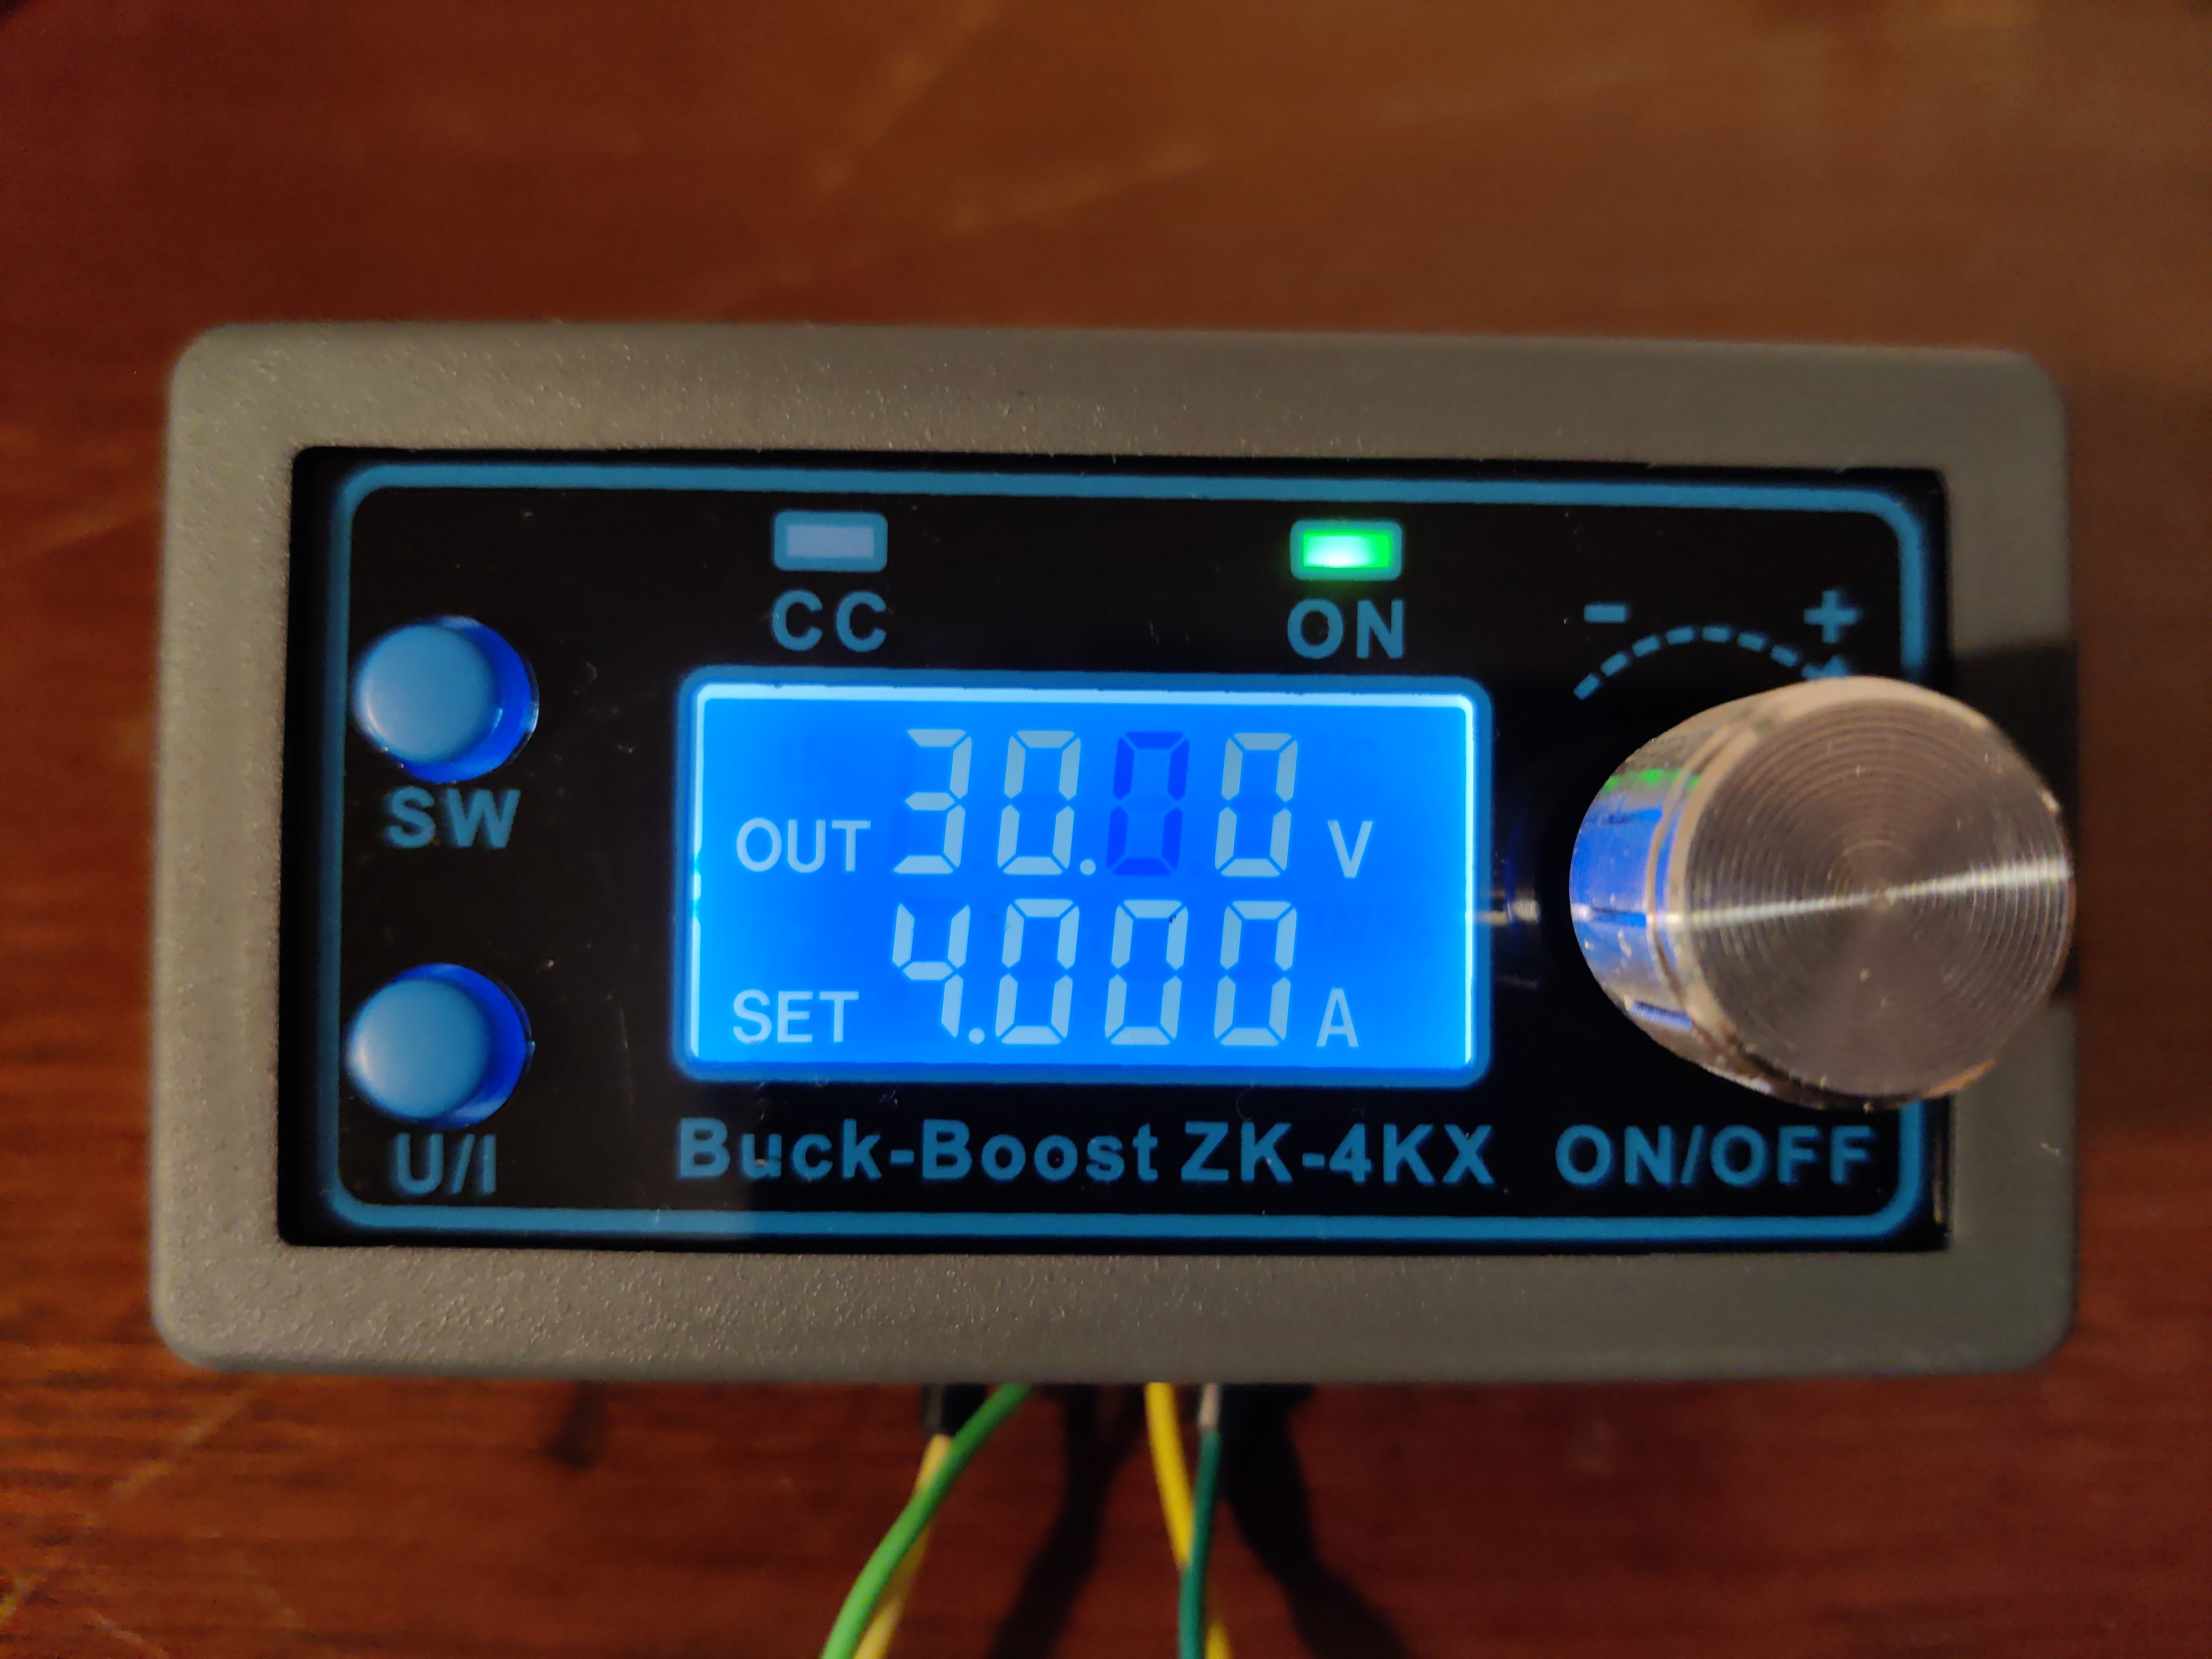 CC
ON
- +
SW
OUT 30.00 V
SET 4.000 A
U/I
Buck-Boost ZK-4KX
ON/OFF